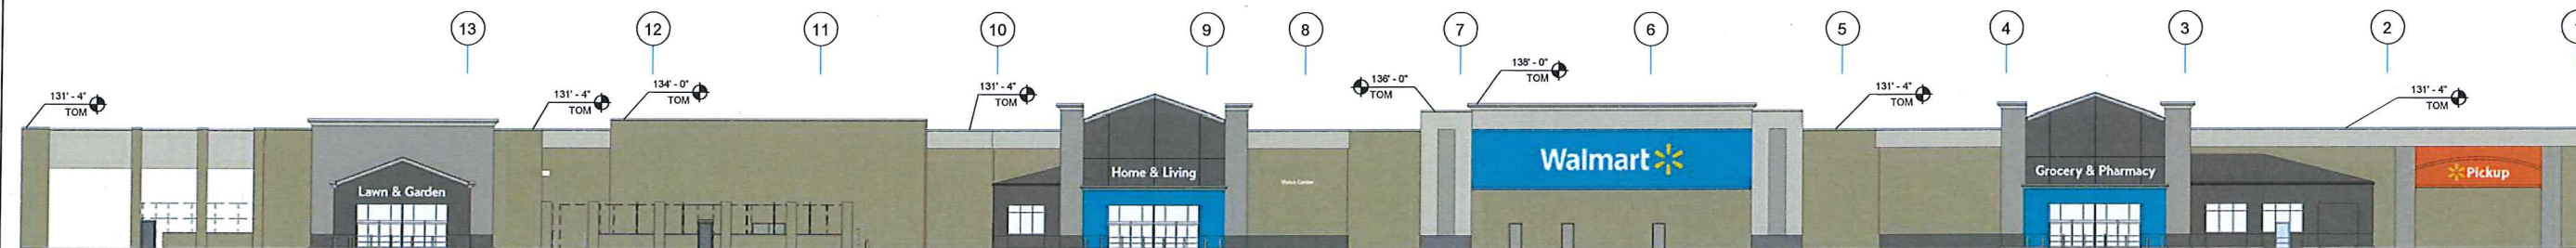 13
12
11
10
9
8
7
6
5
4
3
2
131' - 4"
TOM
131' - 4"
TOM
134' - 0"
TOM
131' - 4"
TOM
136' - 0"
TOM
138' - 0"
TOM
131' - 4"
TOM
131' - 4"
TOM
Lawn & Garden
Home & Living
Vision Center
Walmart
Grocery & Pharmacy
Pickup